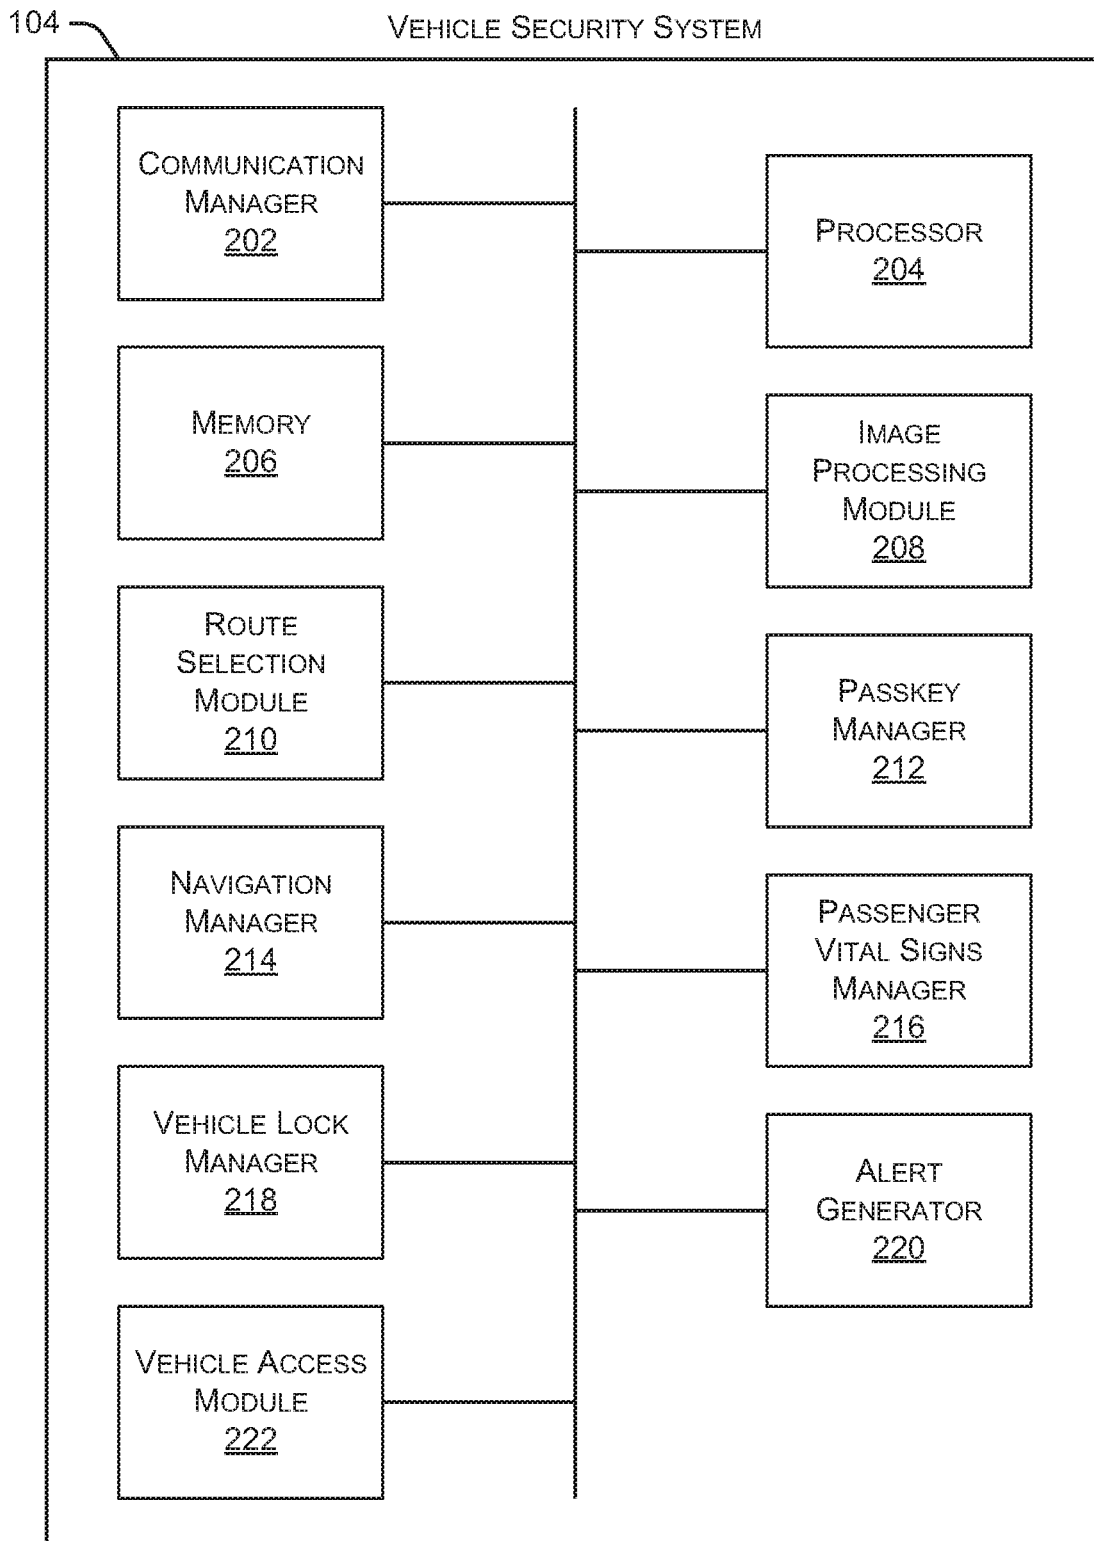 104
VEHICLE SECURITY SYSTEM
COMMUNICATION
MANAGER
202
PROCESSOR
204
MEMORY
206
IMAGE
PROCESSING
MODULE
208
ROUTE
SELECTION
MODULE
210
PASSKEY
MANAGER
212
NAVIGATION
MANAGER
214
PASSENGER
VITAL SIGNS
MANAGER
216
VEHICLE LOCK
MANAGER
218
ALERT
GENERATOR
220
VEHICLE ACCESS
MODULE
222